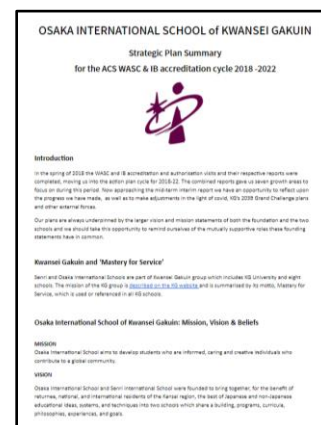 OSAKA INTERNATIONAL SCHOOL of KWANSEI GAKUIN
Strategic Plan Summary
for the ACS WASC & IB accreditation cycle 2018 -2022
Introduction
In the spring of 2018 the WASC and IB accreditation and authorisation visits and their respective reports were
completed, moving us into the action plan cycle for 2018-22. The combined reports gave us seven growth areas to
focus on during this period. Now approaching the mid-term interim report we have an opportunity to reflect upon
the progress we have made, as well as to make adjustments in the light of covid, KG's 2039 Grand Challenge plans
and other external forces.
Our plans are always underpinned by the larger vision and mission statements of both the foundation and the two
schools and we should take this opportunity to remind ourselves of the mutually supportive roles these founding
statements have in common.
Kwansei Gakuin and 'Mastery for Service'
Senri and Osaka International Schools are part of Kwansei Gakuin group which includes KG University and eight
schools. The mission of the KG group is described on the KG website and is summarised by its motto, Mastery for
Service, which is used or referenced in all KG schools.
Osaka International School of Kwansei Gakuin: Mission, Vision & Beliefs
MISSION
Osaka International School aims to develop students who are informed, caring and creative individuals who
contribute to a global community.
VISION
Osaka International School and Senri International School were founded to bring together, for the benefit of
returnees, national, and international residents of the Kansai region, the best of Japanese and non-Japanese
educational ideas, systems, and techniques into two schools which share a building, programs, curricula,
philosophies, experiences, and goals.